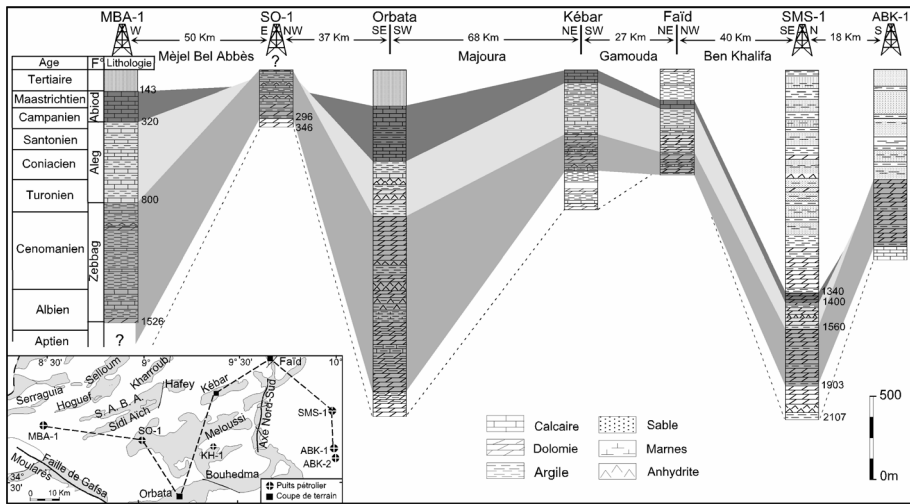 MBA-1 SO-1 Orbata Kébar Faïd SMS-1 ABK-1
W E NW SE SW NE SW NE NW SE N S
50 Km 37 Km 68 Km 27 Km 40 Km 18 Km
Mèjel Bel Abbès Majoura Gamouda Ben Khalifa
Age F° Lithologie ?
Tertiaire
143
Maastrichtien Abiod
Campanien
320 296
346
Santonien
Aleg
Coniacien
Turonien
800
Cenomanien Zebbag
1340
1400
Albien
1526 1560
Aptien ?
1903
2107
500
0m
Calcaire Sable
Dolomie Marnes
Argile Anhydrite
8° 30' 9° 9° 30' 10°
Faïd
Selloum Kharroub
Serraguia Hoguef Hafey Kébar
S. A. B. A.
Sidi Aïch
SMS-1
MBA-1 SO-1 Meloussi Axe Nord-Sud
KH-1 ABK-1
ABK-2
Bouhedma
Moularés Faille de Gafsa
34°
30'
0 10 Km Orbata
Puits pétrolier
Coupe de terrain